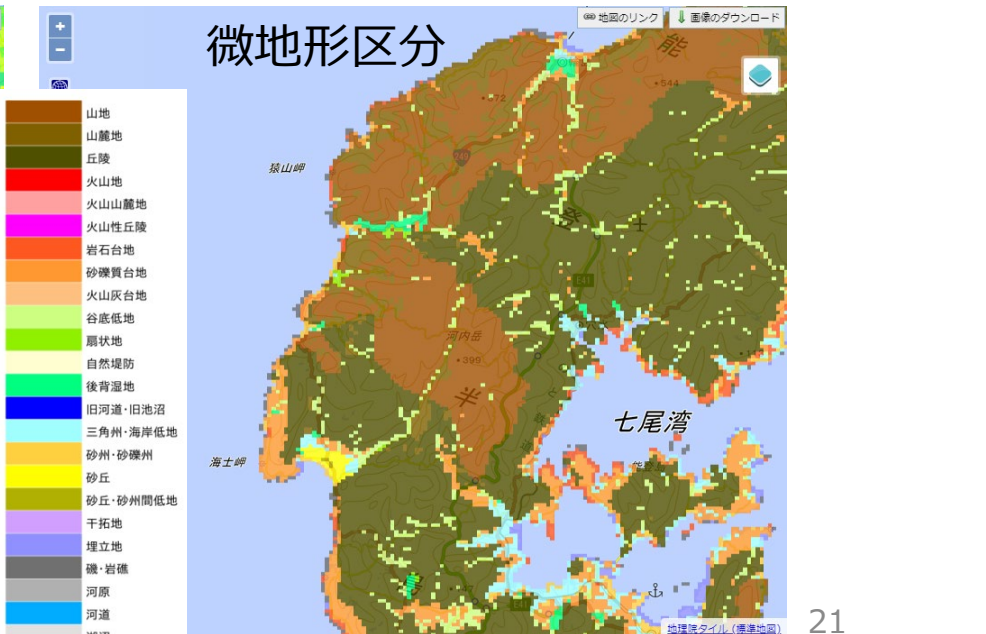 +
-
微地形区分
地図のリンク
画像のダウンロード
山地
山麓地
丘陵
火山地
火山山麓地
火山性丘陵
岩石台地
砂礫質台地
火山灰台地
谷底低地
扇状地
自然堤防
後背湿地
旧河道・旧池沼
三角州・海岸低地
砂州・砂礫州
砂丘
砂丘・砂州間低地
干拓地
埋立地
磯・岩礁
河原
河道
能
・544
猿山岬
249
登
E41
河内岳
・399
半
七尾湾
海士岬
地理院タイル (標準地図)
21